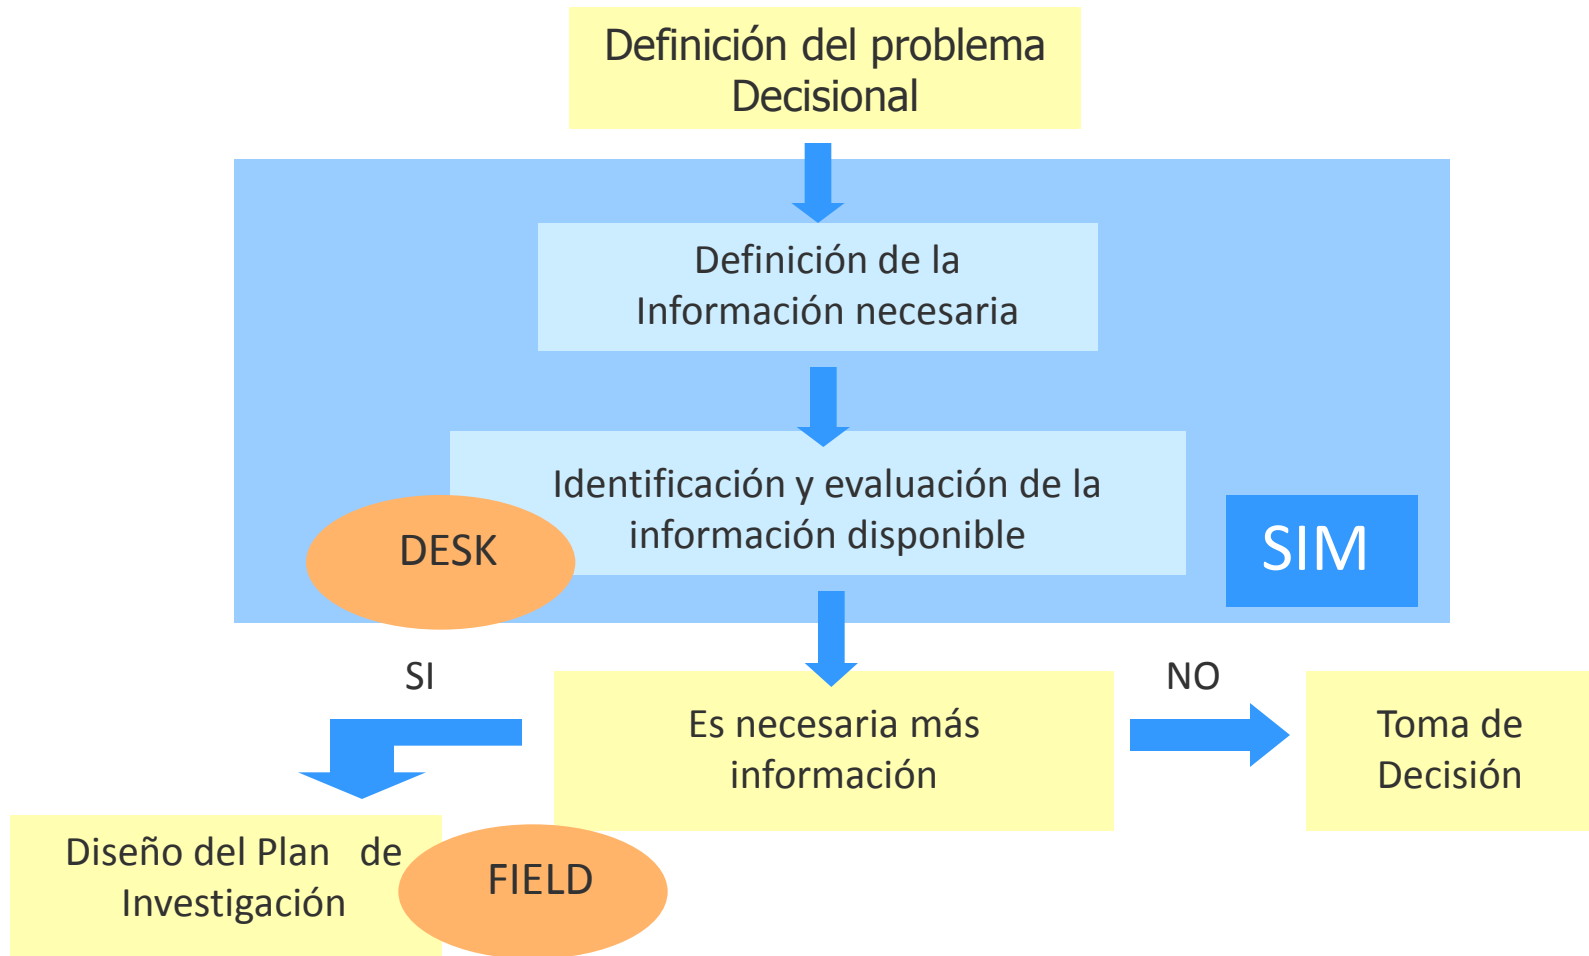 Definición del problema
Decisional
Definición de la
Información necesaria
Identificación y evaluación de la
información disponible
DESK
SIM
SI
NO
Es necesaria más
información
Toma de
Decisión
Diseño del Plan de
Investigación
FIELD